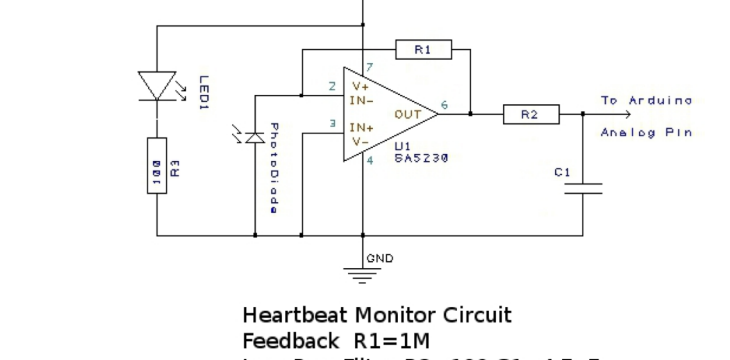 R1
7
V+
2
IN-
OUT
6
3
IN+
V-
4
U1
SA5230
LED1
PhotoDiode
100
R3
R2
To Arduino
Analog Pin
C1
GND
Heartbeat Monitor Circuit
Feedback R1=1M